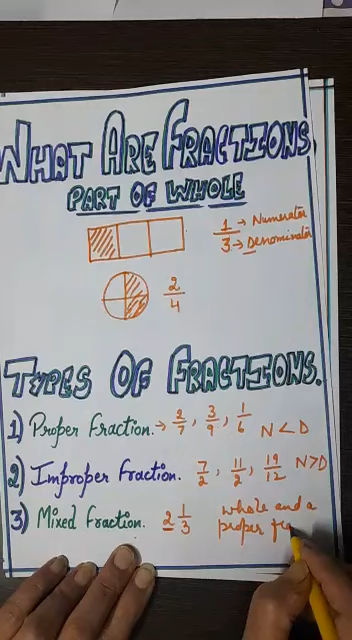 WHAT ARE FRACTIONS
PART OF WHOLE
1 → Numerator
3 → Denominator
2
4
TYPES OF FRACTIONS.
1) Proper Fraction. → 2/7, 3/9, 1/6 N < D
2) Improper Fraction. 7/2, 11/2, 19/12 N > D
3) Mixed Fraction. 2 1/3 whole and a
proper fra